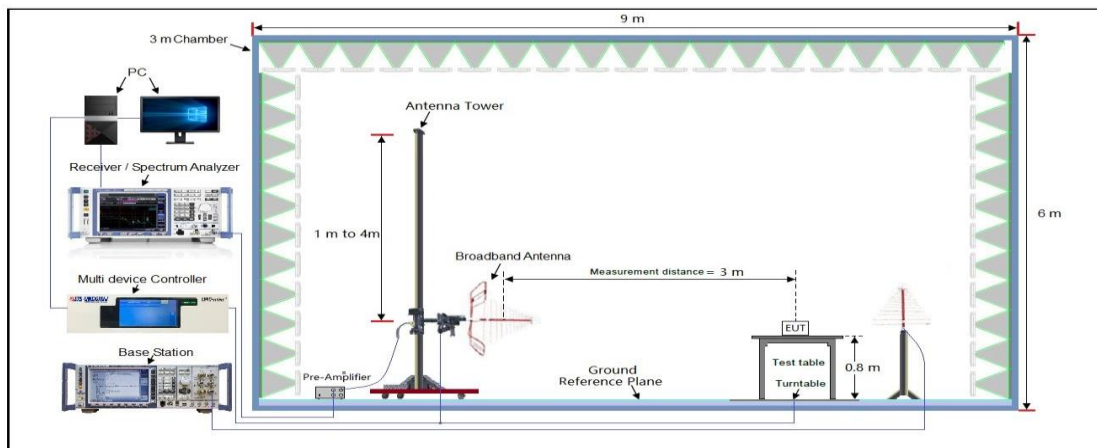 9 m
3 m Chamber
PC
Antenna Tower
Receiver / Spectrum Analyzer
6 m
1 m to 4m
Broadband Antenna
Measurement distance = 3 m
Multi device Controller
EUT
Base Station
Pre-Amplifier
Ground
Reference Plane
Test table
Turntable
0.8 m